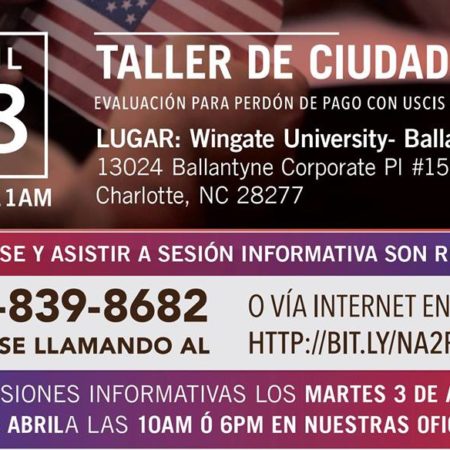 L
8
TALLER DE CIUDAD
EVALUACIÓN PARA PERDÓN DE PAGO CON USCIS
LUGAR: Wingate University- Balla
13024 Ballantyne Corporate Pl #15
Charlotte, NC 28277
1AM
SE Y ASISTIR A SESIÓN INFORMATIVA SON R
-839-8682
SE LLAMANDO AL
O VÍA INTERNET EN
HTTP://BIT.LY/NA2F
SIONES INFORMATIVAS LOS MARTES 3 DE A
ABRILA LAS 10AM Ó 6PM EN NUESTRAS OFIC